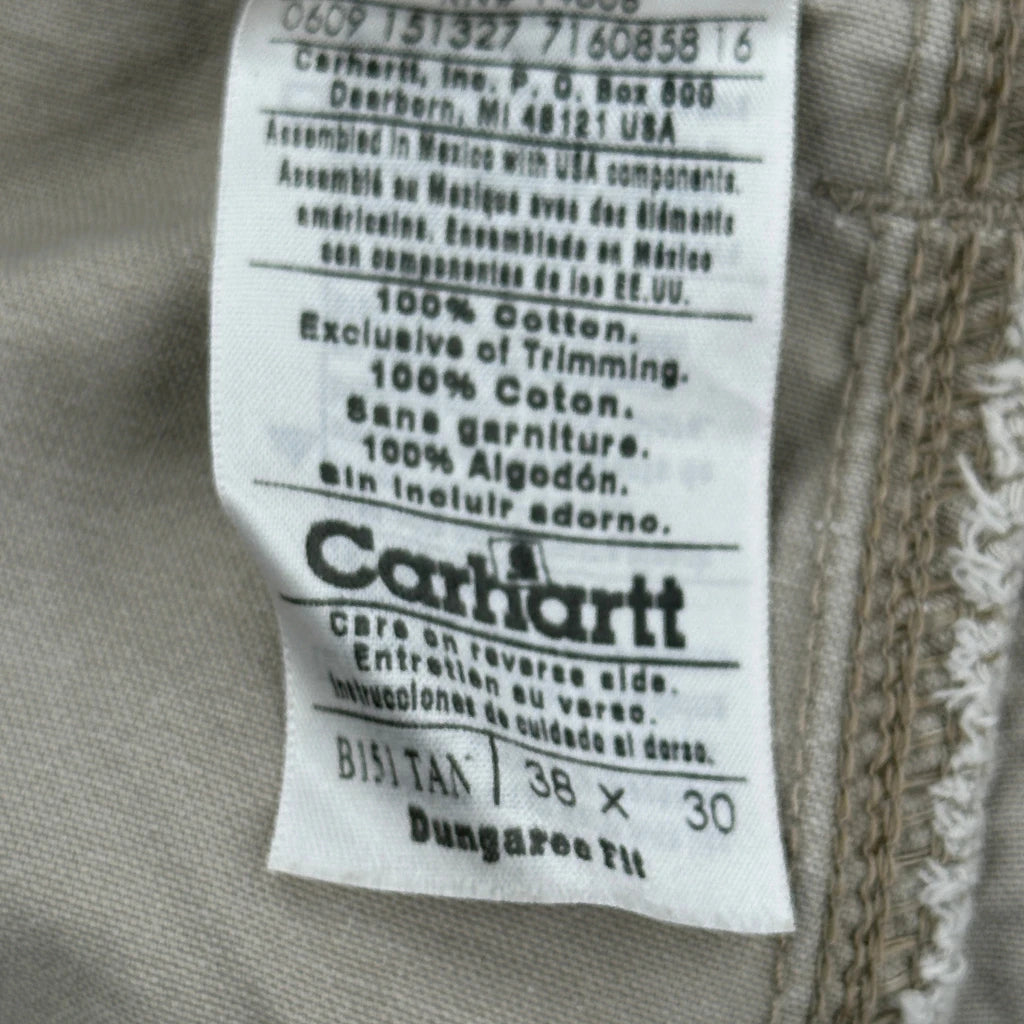 0609 151327 7160858 16
Carhartt, Inc. P. O. Box 600
Dearborn, MI 48121 USA
Assembled in Mexico with USA components.
Assemblé au Mexique avec des éléments
américains. Ensamblado en México
con componentes de los EE.UU.
100% Cotton.
Exclusive of Trimming.
100% Coton.
Sans garniture.
100% Algodón.
Sin incluir adorno.
Carhartt
Care on reverse side.
Entretien au verso.
Instrucciones de cuidado al dorso.
B151 TAN | 38 X 30
Dungaree Fit